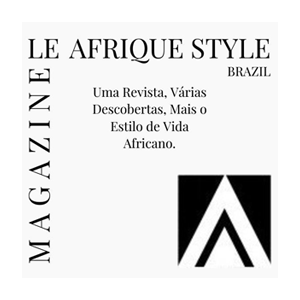 LE AFRIQUE STYLE
BRAZIL
MAGAZINE
Uma Revista, Várias
Descobertas, Mais o
Estilo de Vida
Africano.